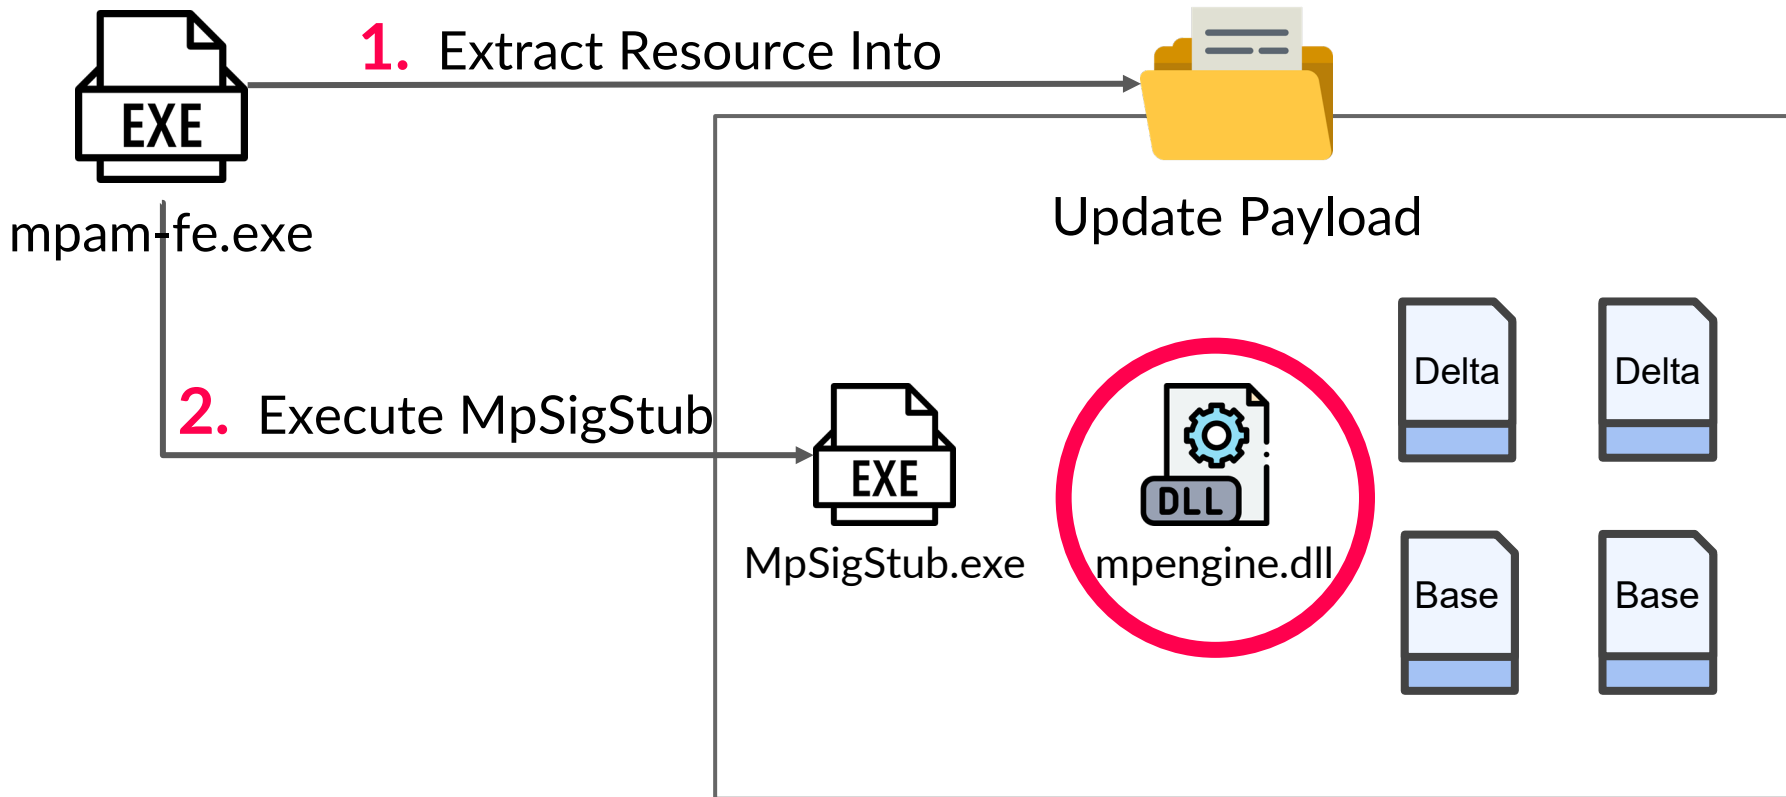 1. Extract Resource Into
EXE
mpam-fe.exe
Update Payload
2. Execute MpSigStub
EXE
MpSigStub.exe
DLL
mpengine.dll
Delta
Delta
Base
Base